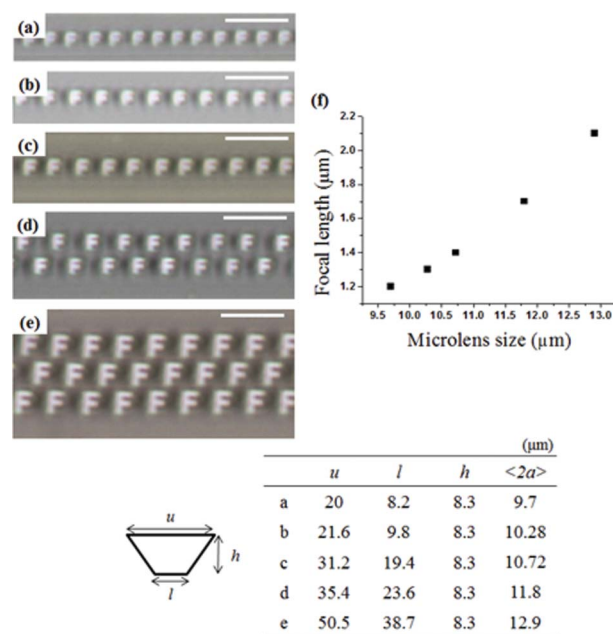 (a)
F F F F F F F F F F F F F
(b)
F F F F F F F F F F F
(c)
F F F F F F F F F F F
(d)
F F F F F F F F F
F F F F F F F
(e)
F F F F F F F F F
F F F F F F F F
F F F F F F F F F
(f)
2.2
2.0
1.8
1.6
1.4
1.2
Focal length (μm)
9.5 10.0 10.5 11.0 11.5 12.0 12.5 13.0
Microlens size (μm)
u
h
l
(μm)
u l h <2a>
a 20 8.2 8.3 9.7
b 21.6 9.8 8.3 10.28
c 31.2 19.4 8.3 10.72
d 35.4 23.6 8.3 11.8
e 50.5 38.7 8.3 12.9